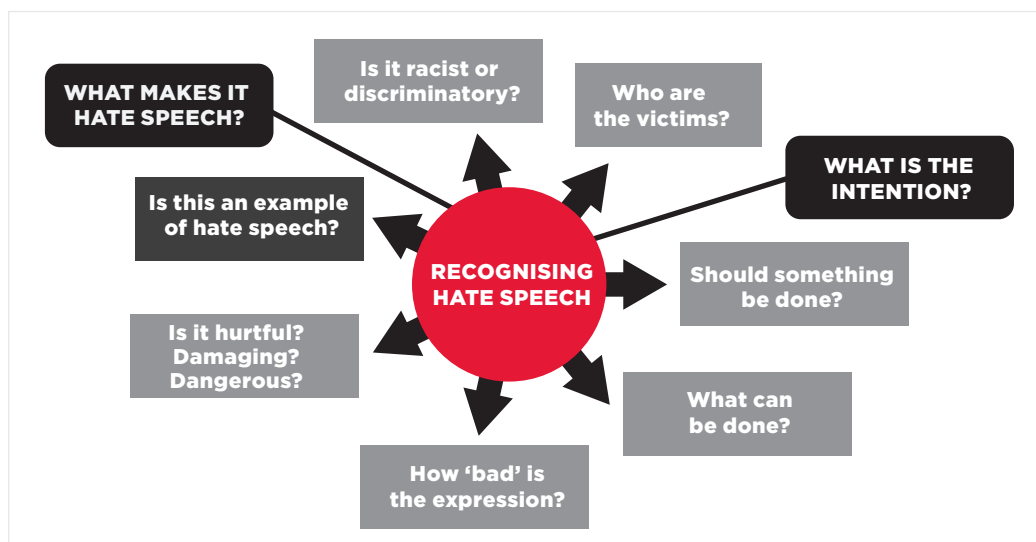 WHAT MAKES IT
HATE SPEECH?
Is it racist or
discriminatory?
Who are
the victims?
WHAT IS THE
INTENTION?
Is this an example
of hate speech?
RECOGNISING
HATE SPEECH
Should something
be done?
Is it hurtful?
Damaging?
Dangerous?
What can
be done?
How ‘bad’ is
the expression?